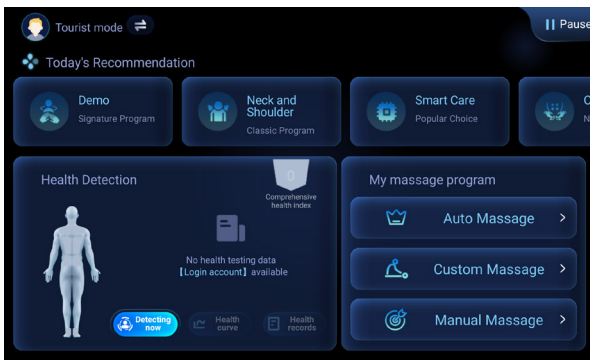 Tourist mode
Pause
Today's Recommendation
Demo
Signature Program
Neck and
Shoulder
Classic Program
Smart Care
Popular Choice
Health Detection
0
Comprehensive
health index
No health testing data
【Login account】available
Detecting
now
Health
curve
Health
records
My massage program
Auto Massage
Custom Massage
Manual Massage